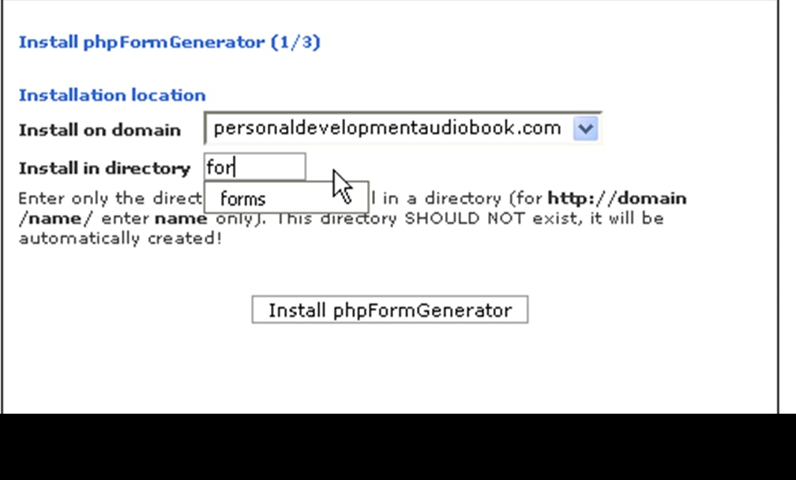 Install phpFormGenerator (1/3)
Installation location
Install on domain personaldevelopmentaudiobook.com
Install in directory for
forms
Enter only the direct l in a directory (for http://domain
/name/ enter name only). This directory SHOULD NOT exist, it will be
automatically created!
Install phpFormGenerator